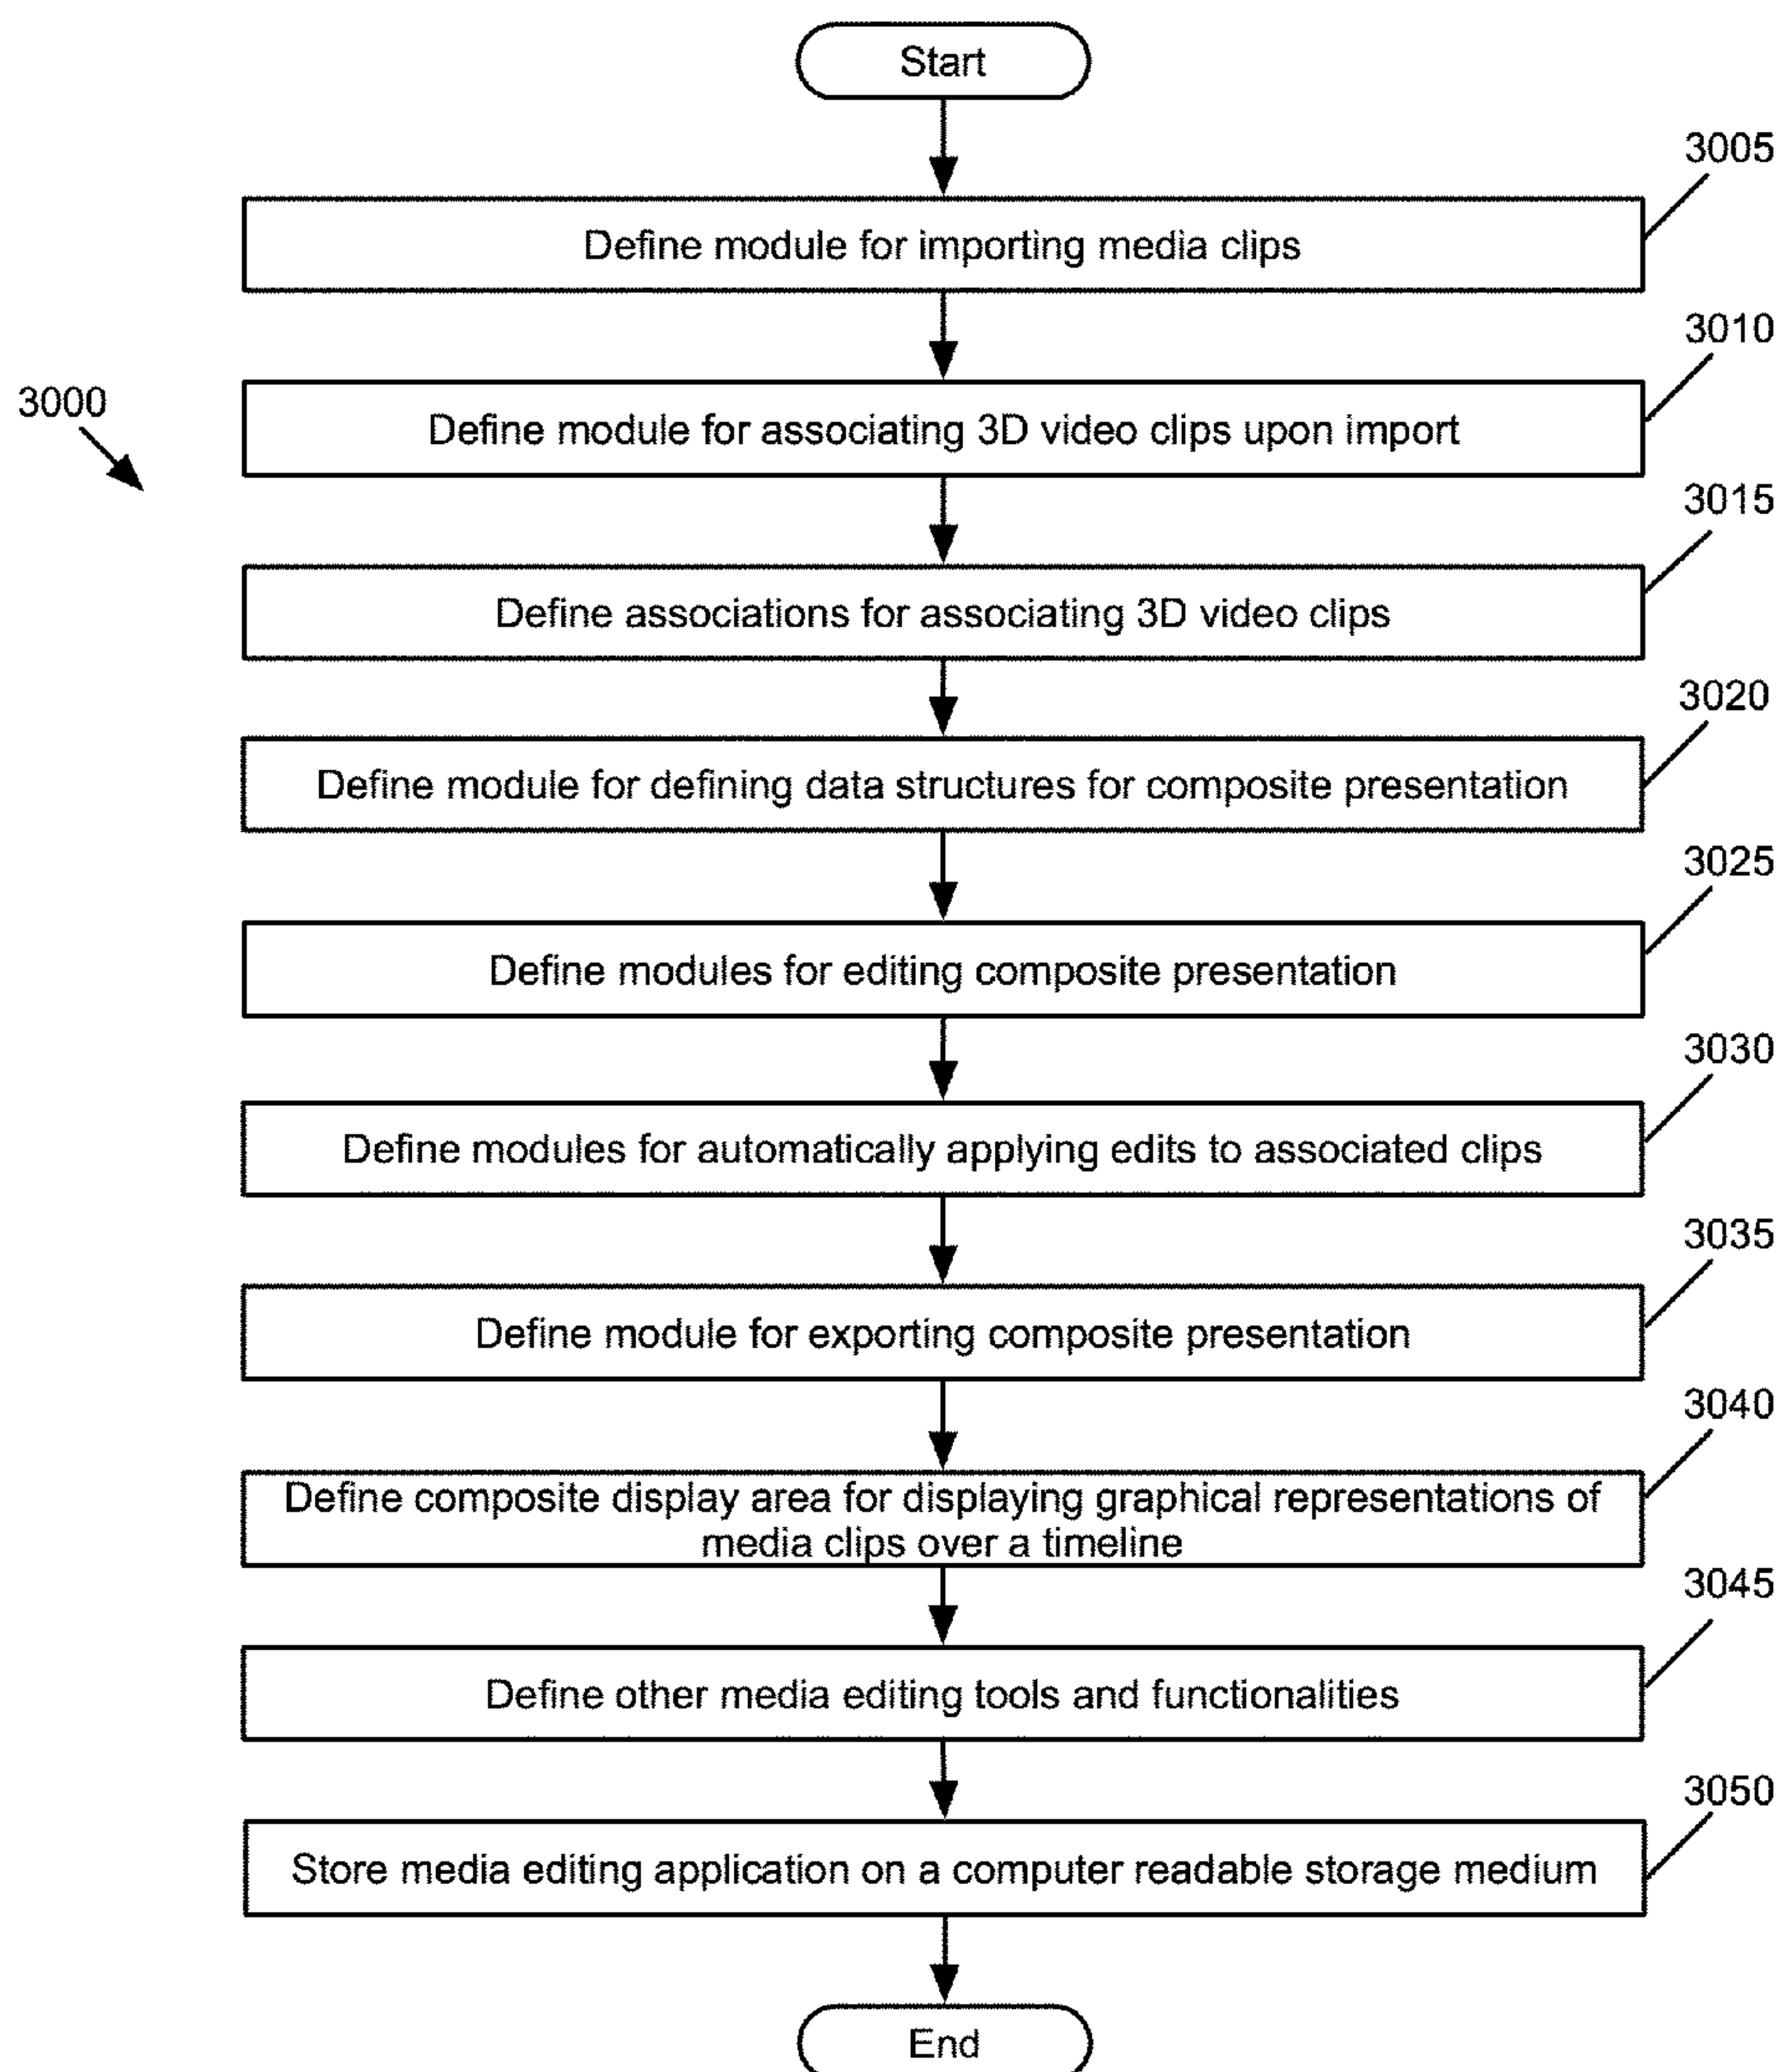 Start
3005
Define module for importing media clips
3010
3000
Define module for associating 3D video clips upon import
3015
Define associations for associating 3D video clips
3020
Define module for defining data structures for composite presentation
3025
Define modules for editing composite presentation
3030
Define modules for automatically applying edits to associated clips
3035
Define module for exporting composite presentation
3040
Define composite display area for displaying graphical representations of
media clips over a timeline
3045
Define other media editing tools and functionalities
3050
Store media editing application on a computer readable storage medium
End